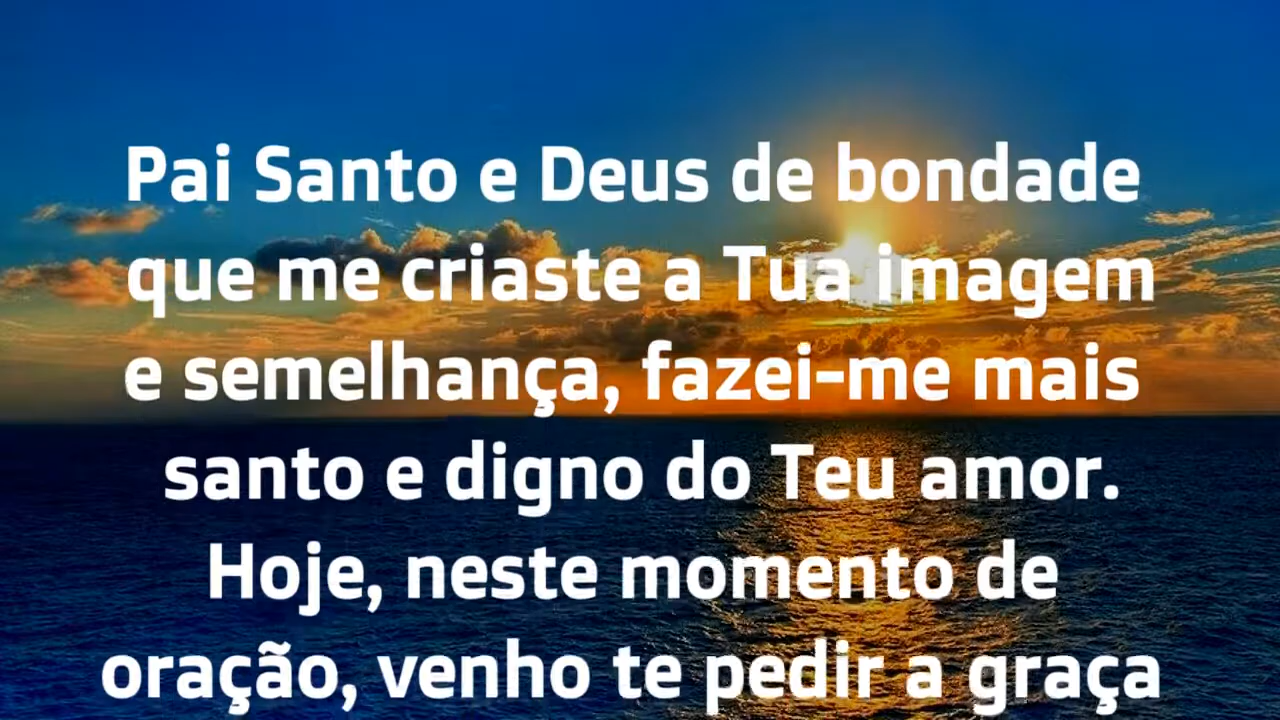 Pai Santo e Deus de bondade
que me criaste a Tua imagem
e semelhança, fazei-me mais
santo e digno do Teu amor.
Hoje, neste momento de
oração, venho te pedir a graça